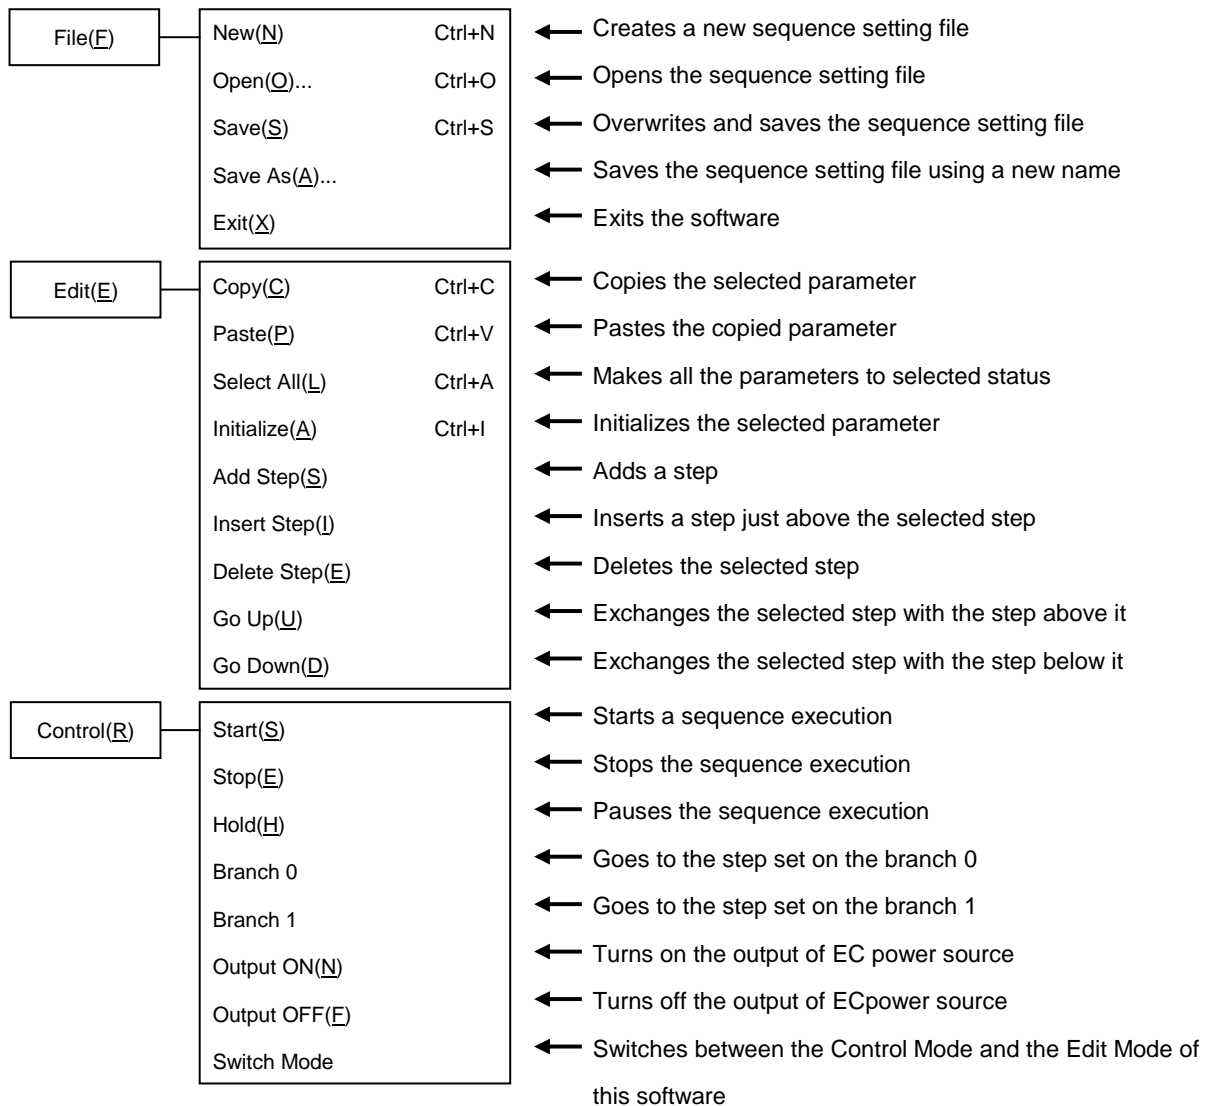 File(F)
New(N) Ctrl+N Creates a new sequence setting file
Open(O)... Ctrl+O Opens the sequence setting file
Save(S) Ctrl+S Overwrites and saves the sequence setting file
Save As(A)... Saves the sequence setting file using a new name
Exit(X) Exits the software
Edit(E)
Copy(C) Ctrl+C Copies the selected parameter
Paste(P) Ctrl+V Pastes the copied parameter
Select All(L) Ctrl+A Makes all the parameters to selected status
Initialize(A) Ctrl+I Initializes the selected parameter
Add Step(S) Adds a step
Insert Step(I) Inserts a step just above the selected step
Delete Step(E) Deletes the selected step
Go Up(U) Exchanges the selected step with the step above it
Go Down(D) Exchanges the selected step with the step below it
Control(R)
Start(S) Starts a sequence execution
Stop(E) Stops the sequence execution
Hold(H) Pauses the sequence execution
Branch 0 Goes to the step set on the branch 0
Branch 1 Goes to the step set on the branch 1
Output ON(N) Turns on the output of EC power source
Output OFF(F) Turns off the output of ECpower source
Switch Mode Switches between the Control Mode and the Edit Mode of
this software